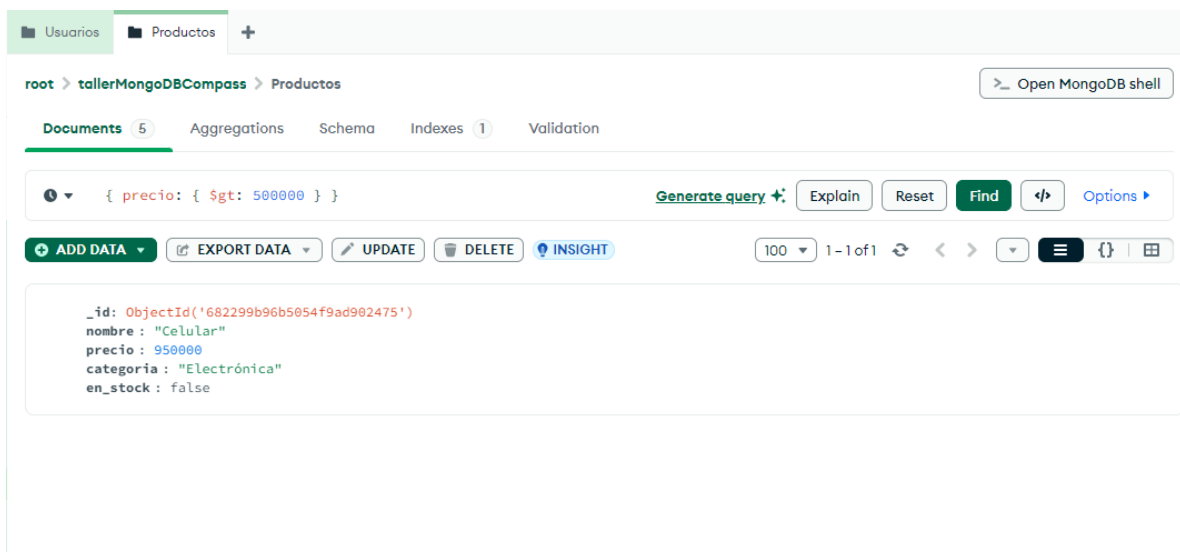 Usuarios Productos +
root > tallerMongoDBCompass > Productos >_ Open MongoDB shell
Documents 5 Aggregations Schema Indexes 1 Validation
{ precio: { $gt: 500000 } } Generate query Explain Reset Find </> Options
ADD DATA EXPORT DATA UPDATE DELETE INSIGHT 100 1 – 1 of 1 < > {}
_id: ObjectId('682299b96b5054f9ad902475')
nombre : "Celular"
precio : 950000
categoria : "Electrónica"
en_stock : false